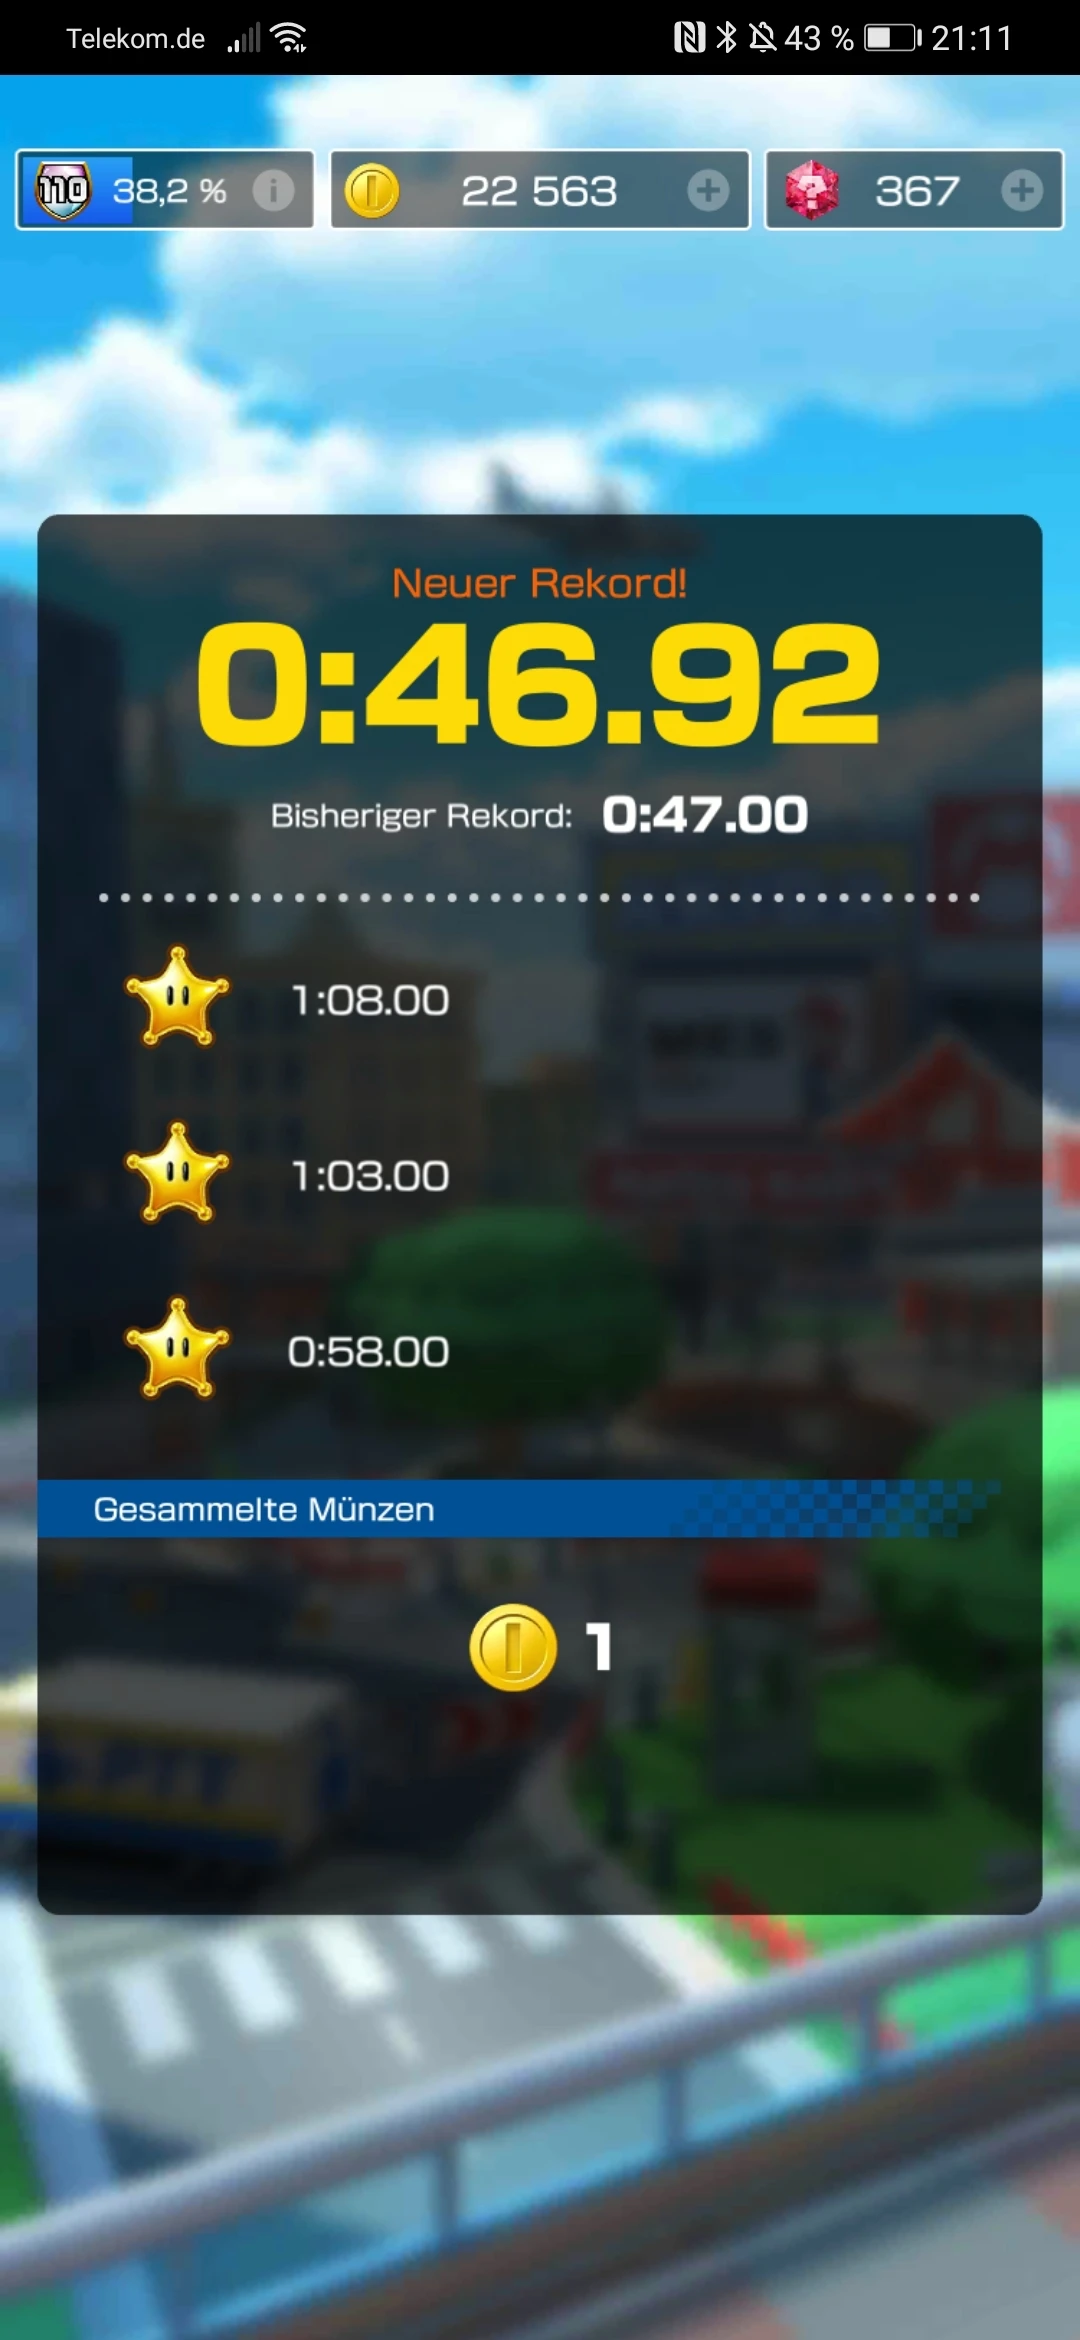 Telekom.de 43 % 21:11
110 38,2 % i 22 563 + 367 +
Neuer Rekord!
0:46.92
Bisheriger Rekord: 0:47.00
1:08.00
1:03.00
0:58.00
Gesammelte Münzen
1